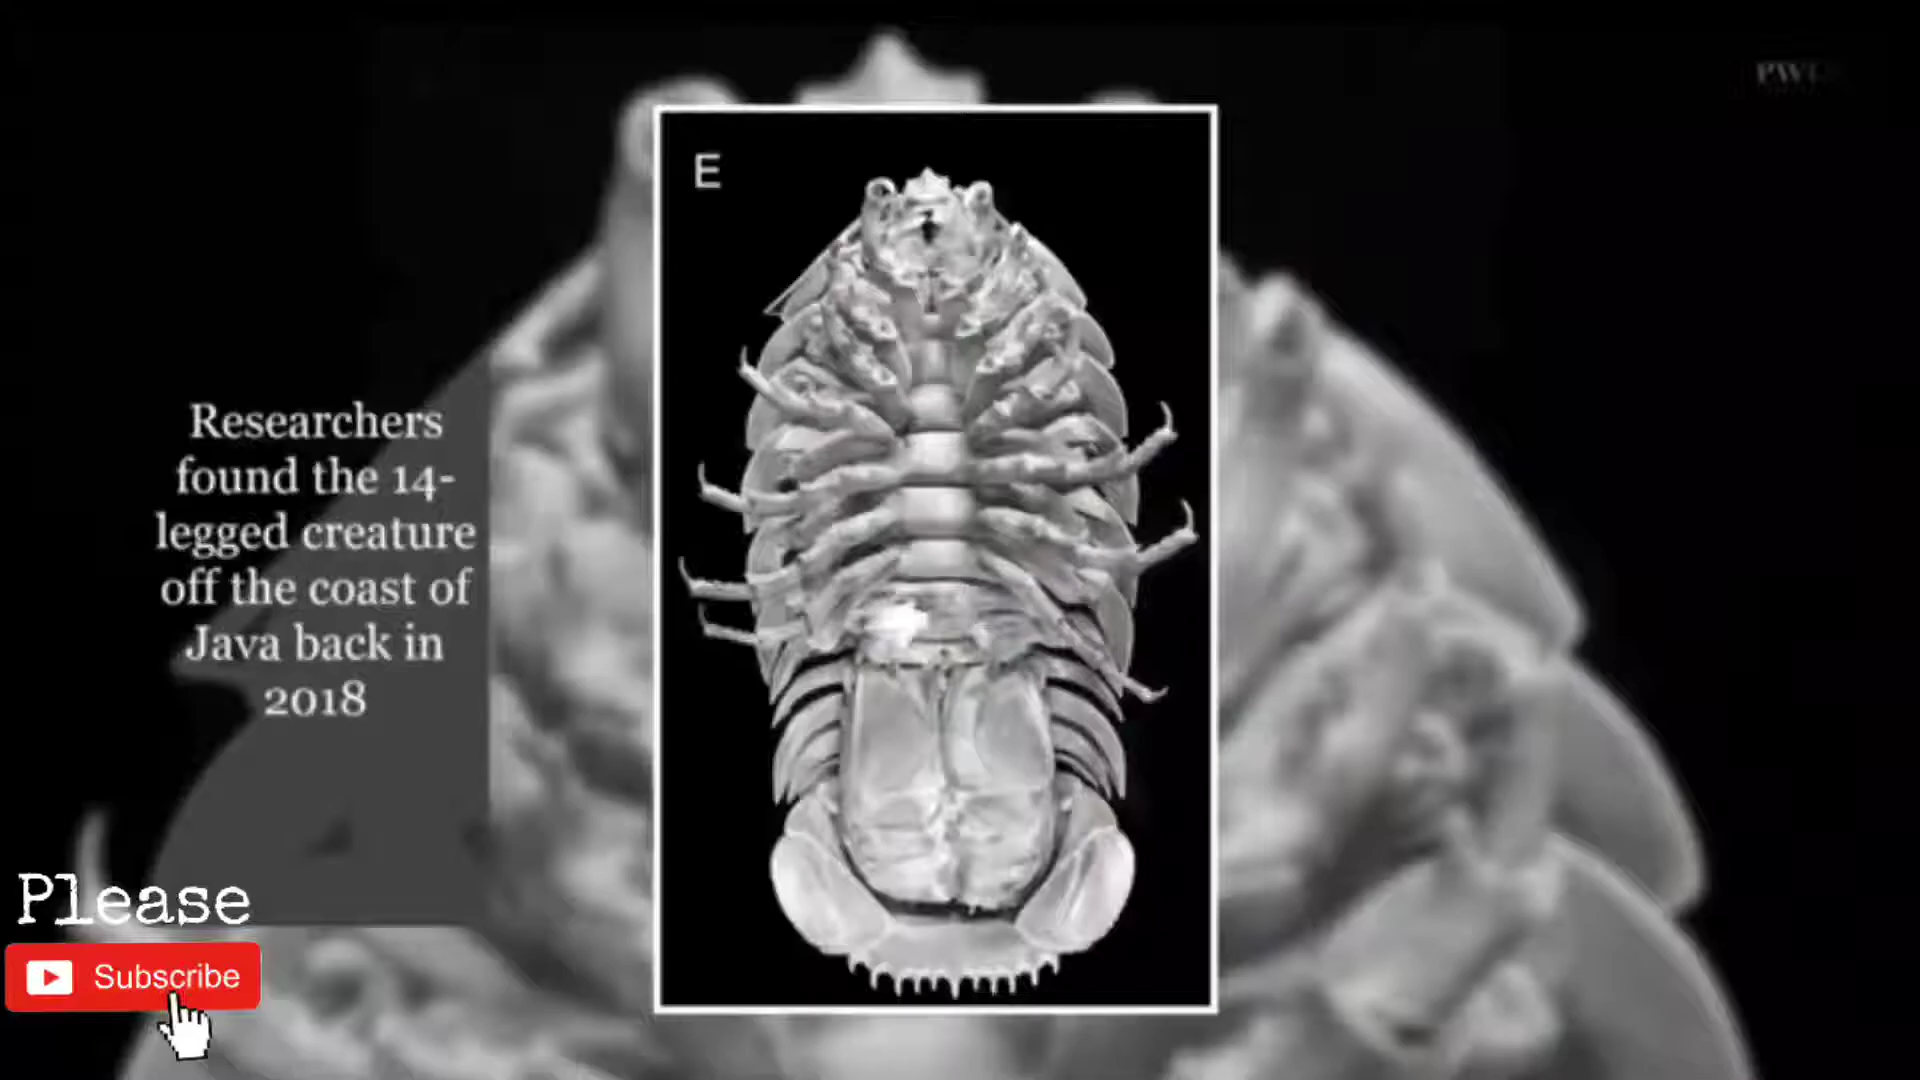 E
Researchers
found the 14-
legged creature
off the coast of
Java back in
2018
Please
Subscribe